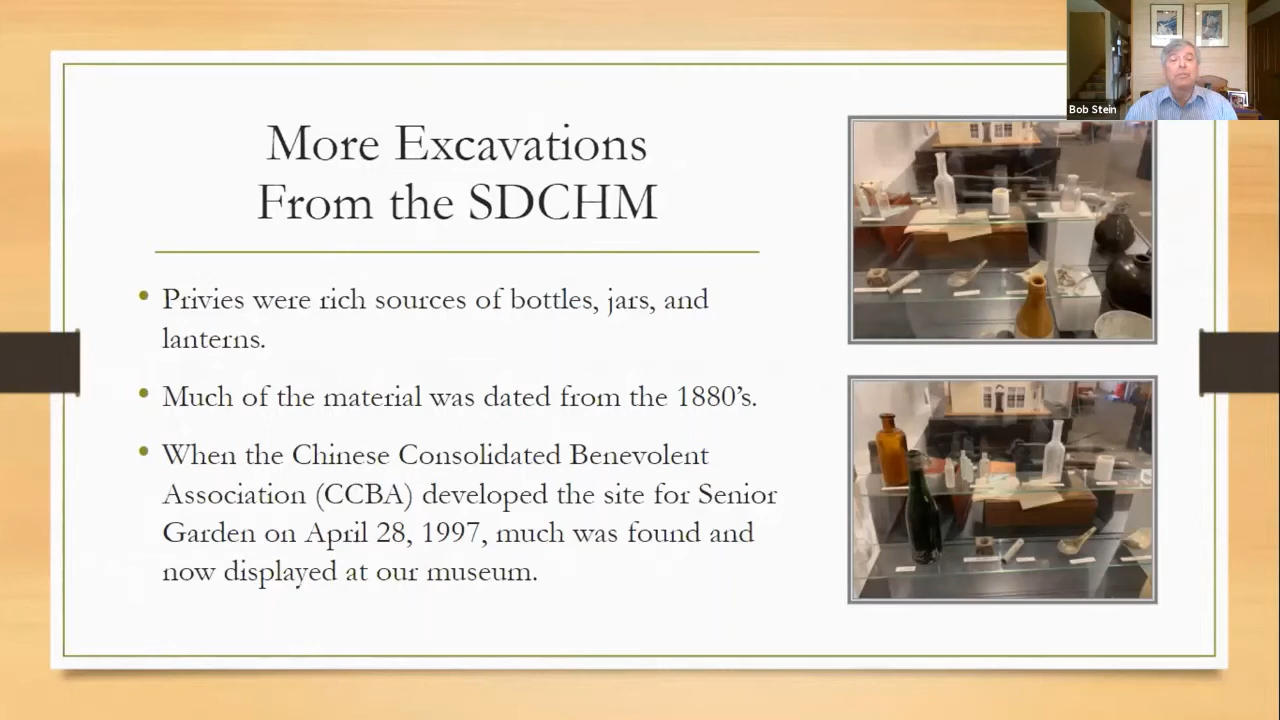 Bob Stein
More Excavations
From the SDCHM
• Privies were rich sources of bottles, jars, and
lanterns.
• Much of the material was dated from the 1880’s.
• When the Chinese Consolidated Benevolent
Association (CCBA) developed the site for Senior
Garden on April 28, 1997, much was found and
now displayed at our museum.